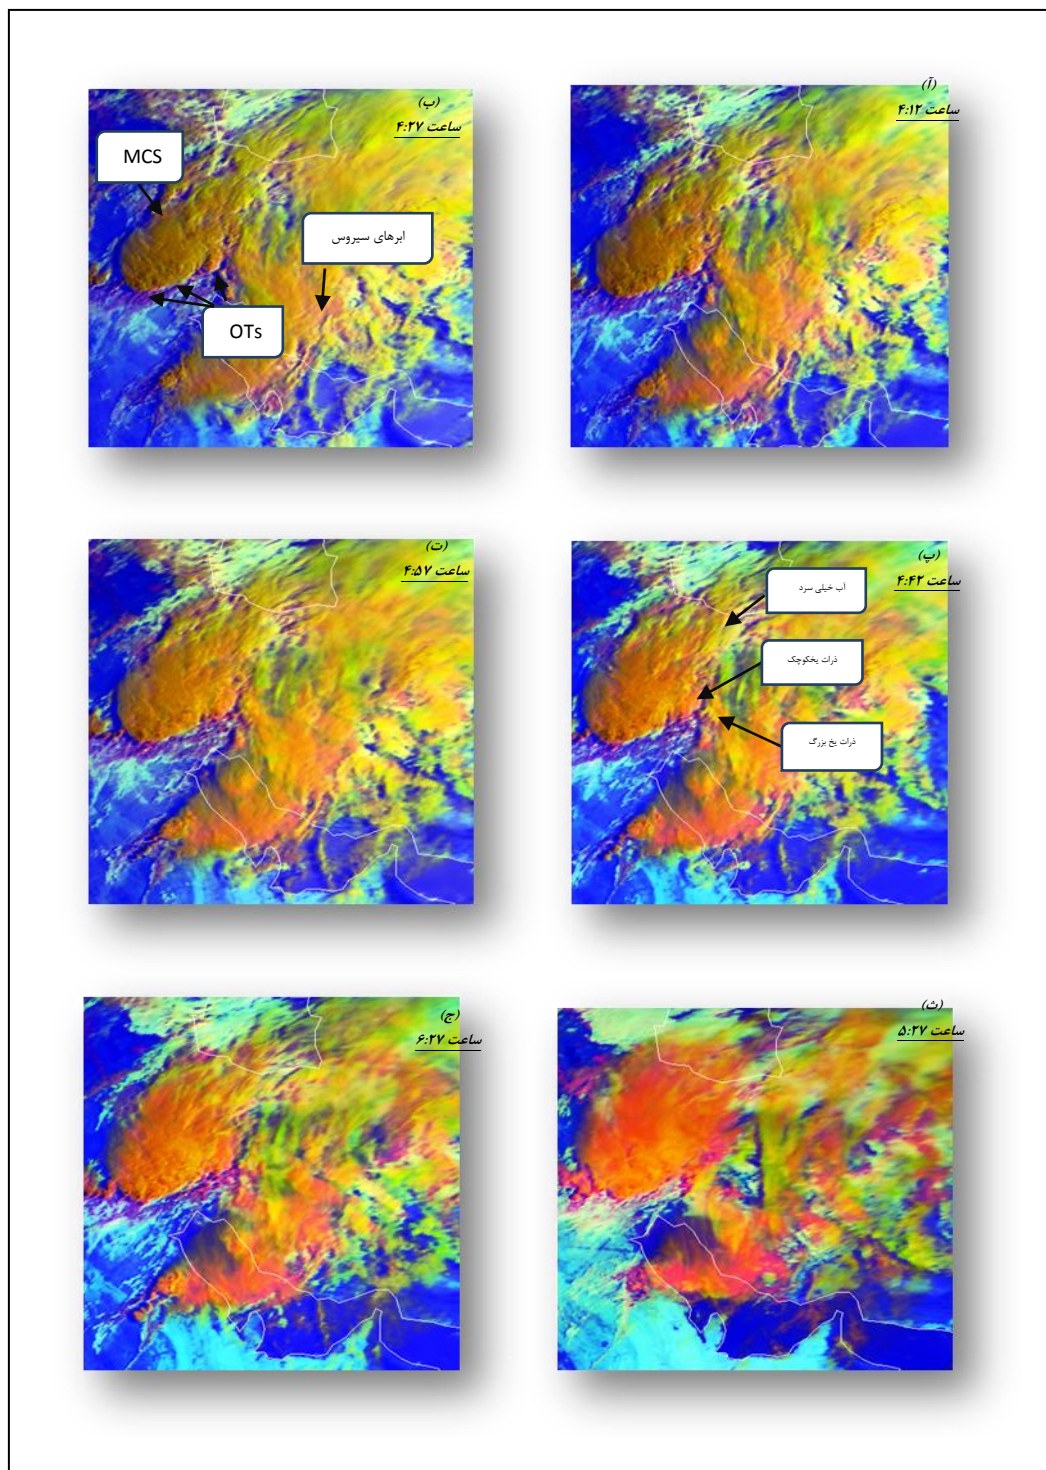 (آ)
ساعت ۴:۱۲
(ب)
ساعت ۴:۲۷
MCS
ابرهای سیروس
OTs
(پ)
ساعت ۴:۴۲
آب خیلی سرد
ذرات یخکوچک
ذرات یخ بزرگ
(ت)
ساعت ۴:۵۷
(ث)
ساعت ۵:۲۷
(ج)
ساعت ۶:۲۷